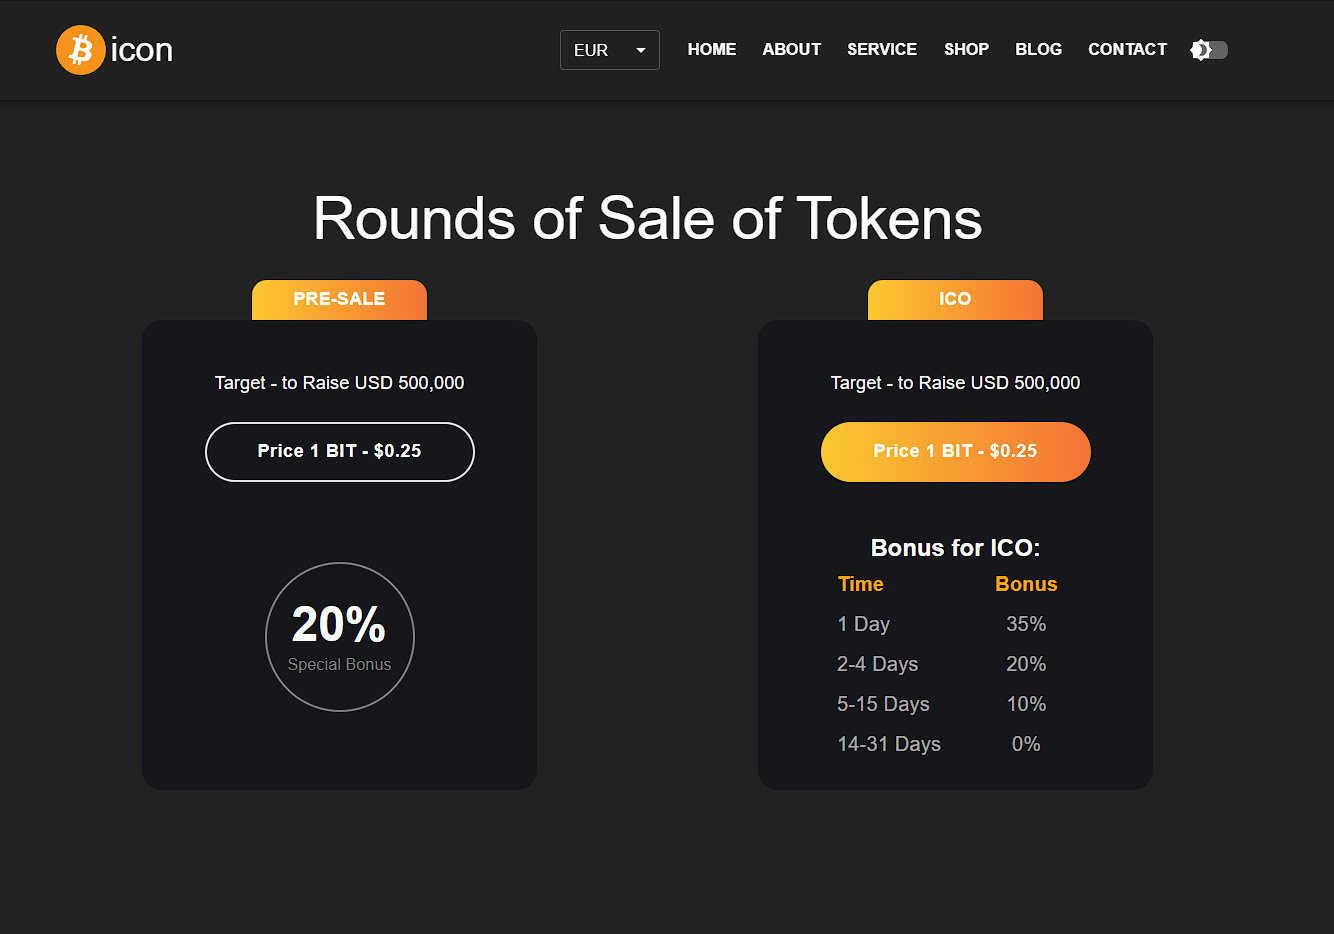 icon
EUR HOME ABOUT SERVICE SHOP BLOG CONTACT
Rounds of Sale of Tokens
PRE-SALE
Target - to Raise USD 500,000
Price 1 BIT - $0.25
20%
Special Bonus
ICO
Target - to Raise USD 500,000
Price 1 BIT - $0.25
Bonus for ICO:
Time Bonus
1 Day 35%
2-4 Days 20%
5-15 Days 10%
14-31 Days 0%